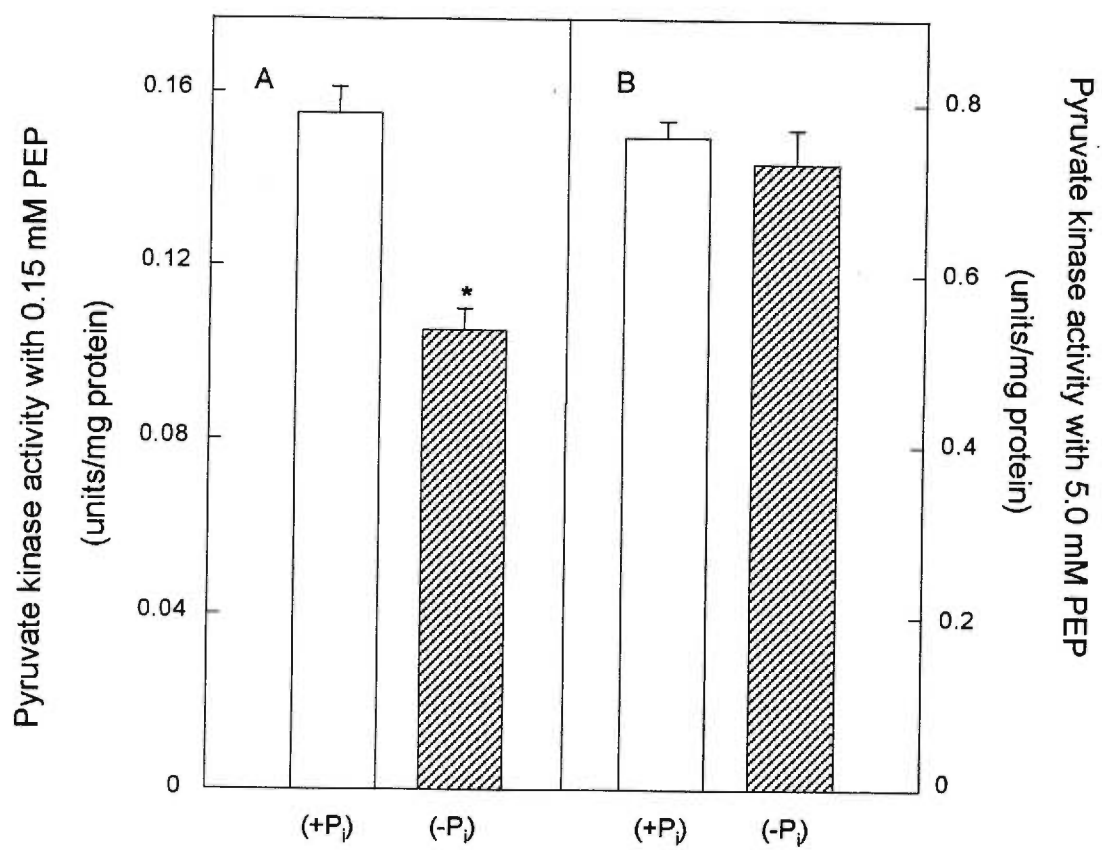 Pyruvate kinase activity with 0.15 mM PEP
(units/mg protein)
0.16
0.12
0.08
0.04
0
A
*
B
0.8
0.6
0.4
0.2
0
Pyruvate kinase activity with 5.0 mM PEP
(units/mg protein)
(+Pi)
(-Pi)
(+Pi)
(-Pi)